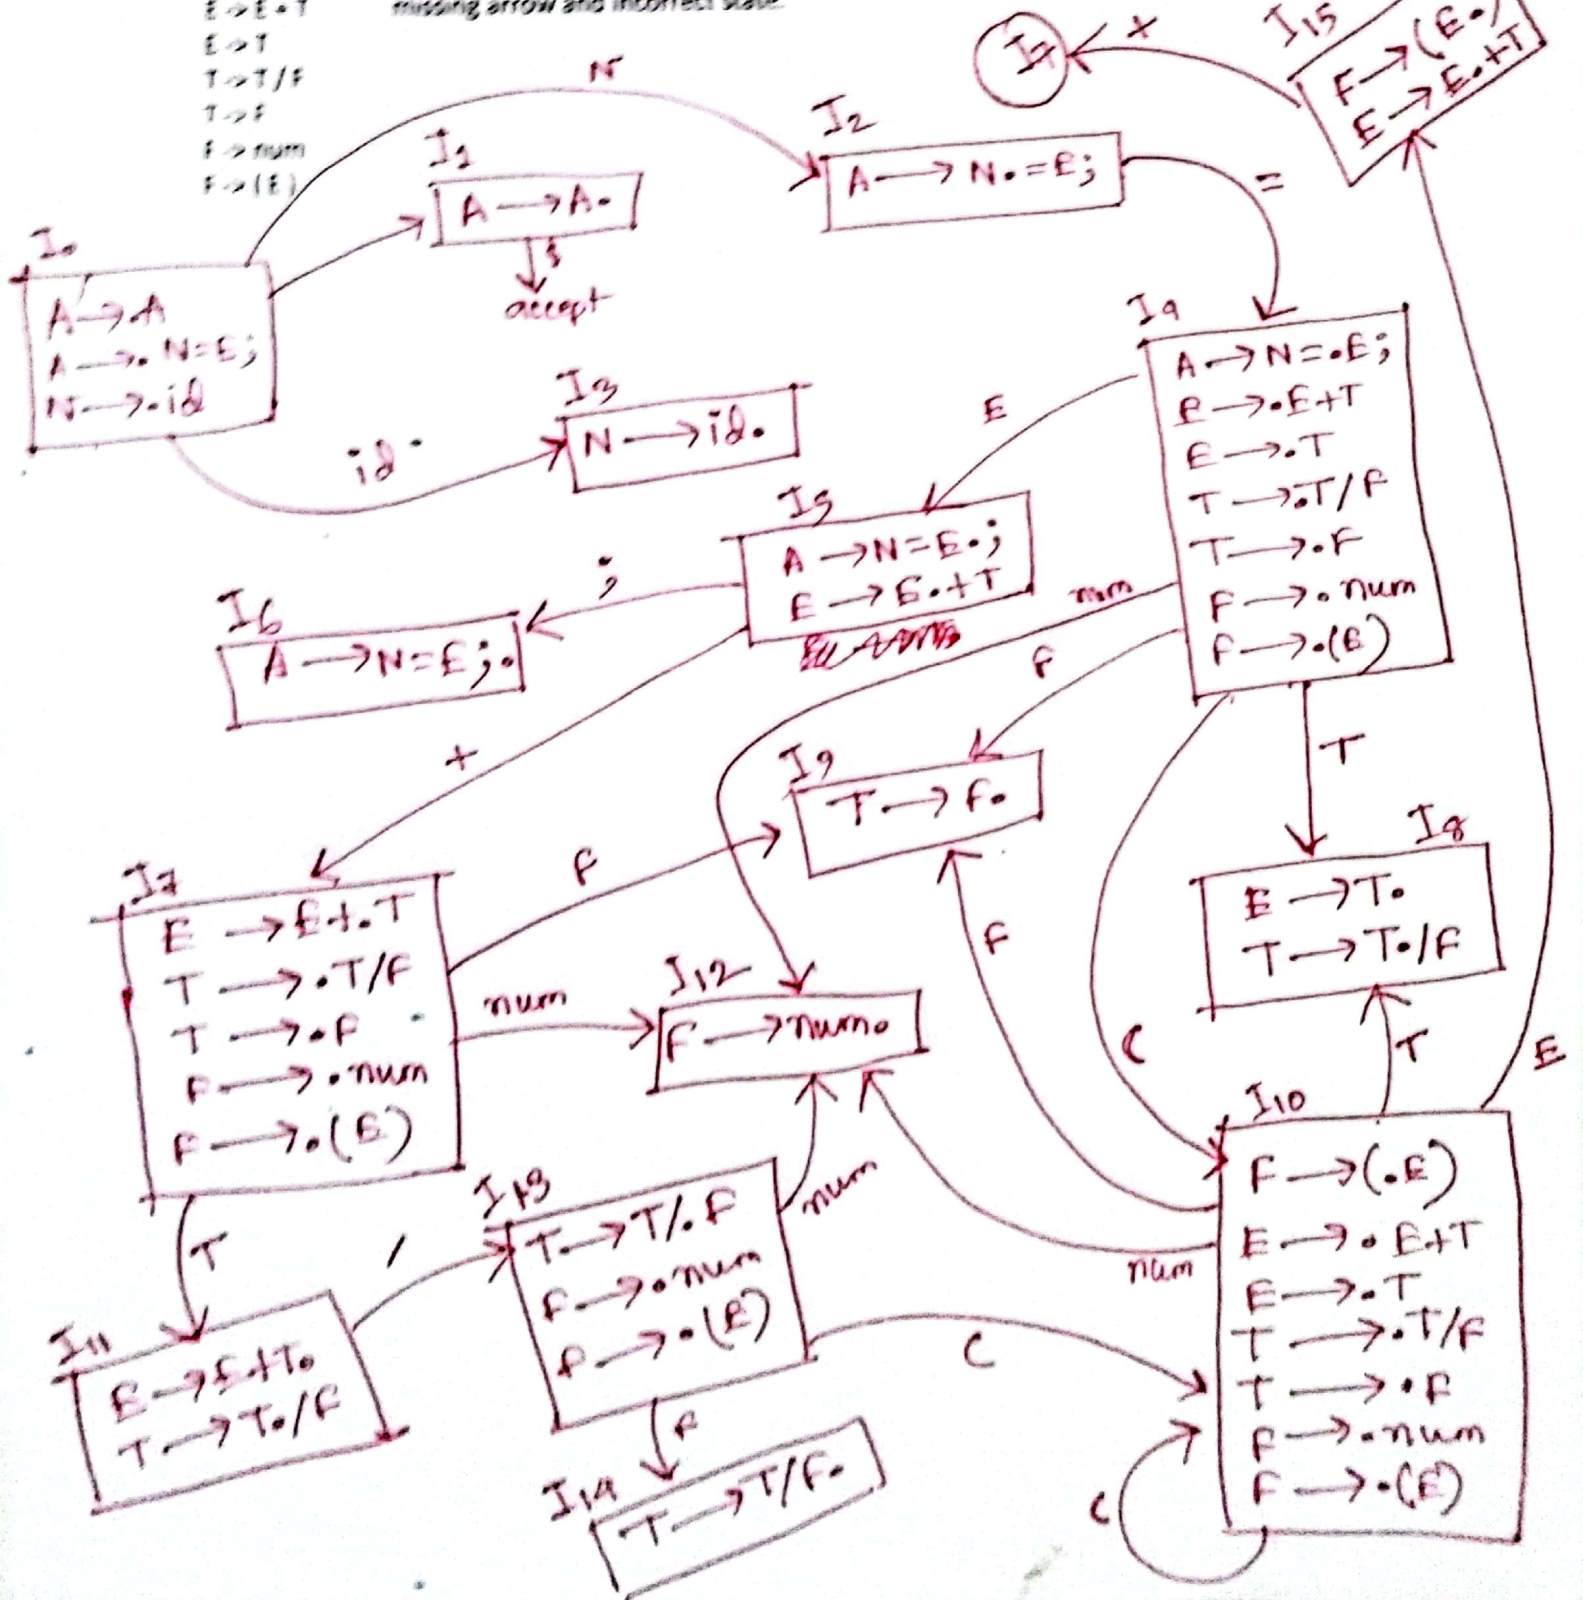 E → E + T
missing arrow and incorrect state.
E → T
T → T/F
T → F
F → num
F → (E)
N
I15
F → (E.)
E → E.+T
+
I7
I1
A → A.
$
accept
I2
A → N.=E;
=
I0
A' → .A
A → .N=E;
N → .id
id
I3
N → id.
I4
A → N=.E;
E → .E+T
E → .T
T → .T/F
T → .F
F → .num
F → .(E)
E
I5
A → N=E.;
E → E.+T
;
I6
A → N=E;.
num
F
+
T
I9
T → F.
I8
E → T.
T → T./F
I7
E → E+.T
T → .T/F
T → .F
F → .num
F → .(E)
F
num
I12
F → num.
F
(
T
E
I10
F → (.E)
E → .E+T
E → .T
T → .T/F
T → .F
F → .num
F → .(E)
num
(
T
/
I13
T → T/.F
F → .num
F → .(E)
num
(
F
I11
E → E+T.
T → T./F
I14
T → T/F.